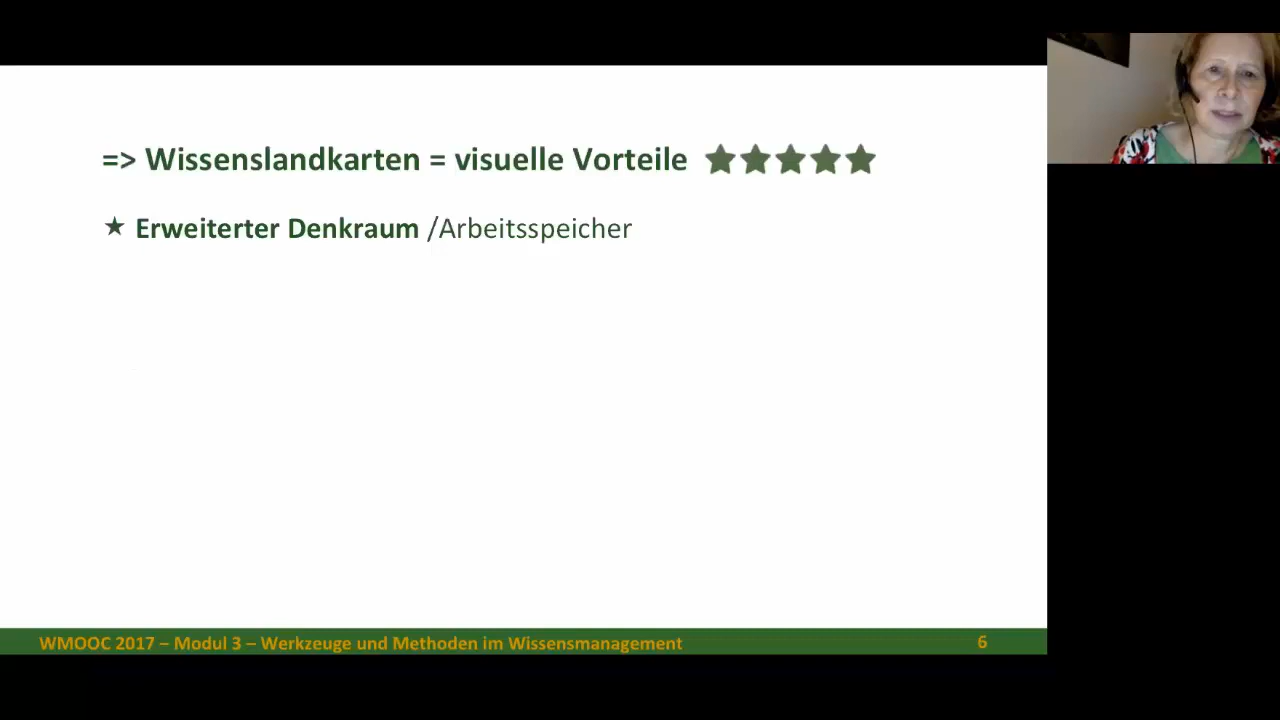 => Wissenslandkarten = visuelle Vorteile ★★★★★
★ Erweiterter Denkraum /Arbeitsspeicher
WMOOC 2017 – Modul 3 – Werkzeuge und Methoden im Wissensmanagement 6